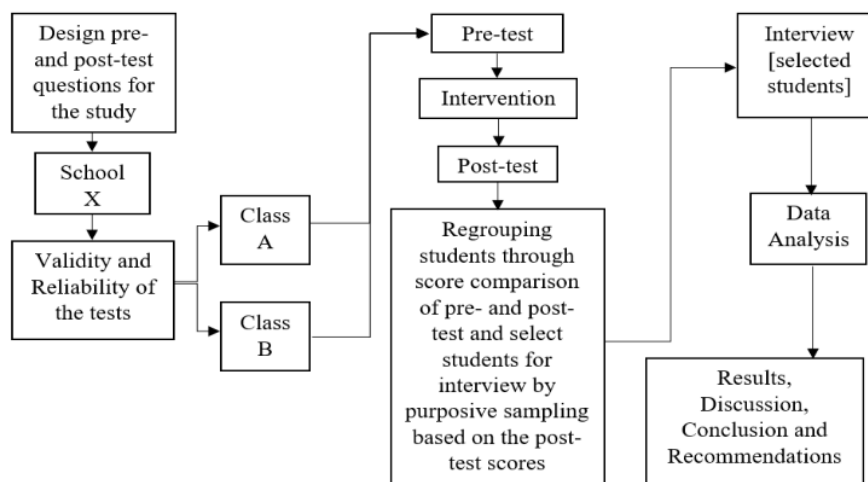 Design pre-
and post-test
questions for
the study
School
X
Validity and
Reliability of
the tests
Class
A
Class
B
Pre-test
Intervention
Post-test
Regrouping
students through
score comparison
of pre- and post-
test and select
students for
interview by
purposive sampling
based on the post-
test scores
Interview
[selected
students]
Data
Analysis
Results,
Discussion,
Conclusion and
Recommendations